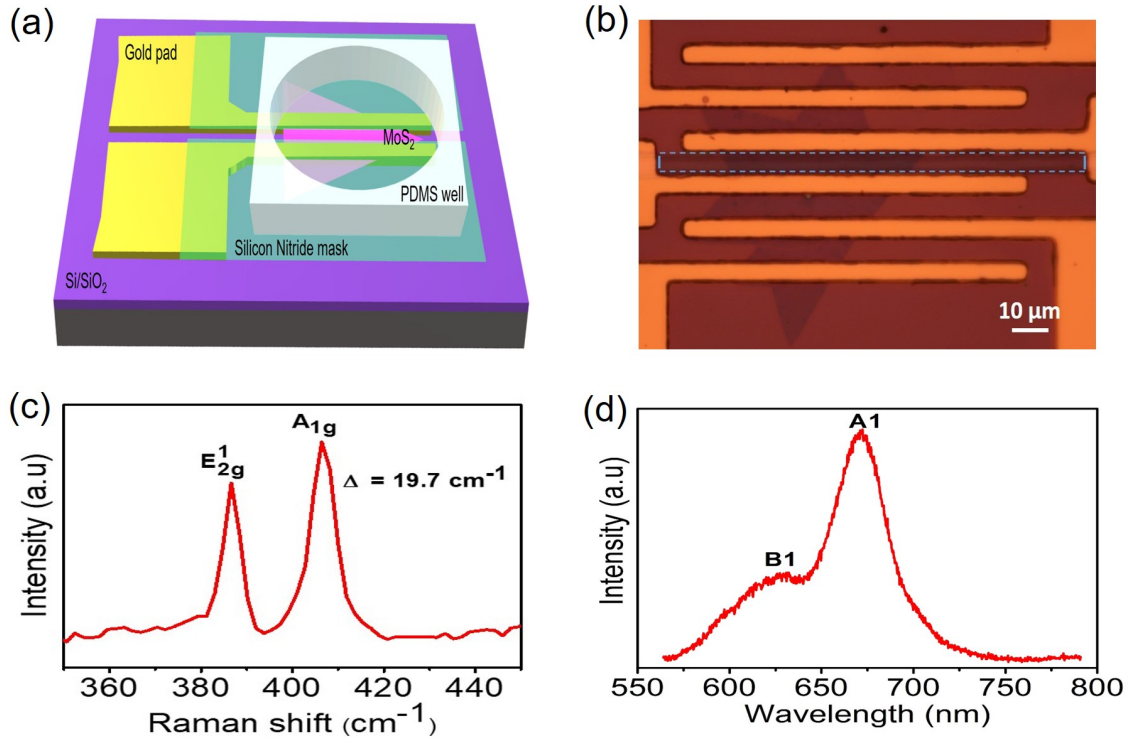 (a)
Gold pad
MoS₂
PDMS well
Silicon Nitride mask
Si/SiO₂
(b)
10 µm
(c)
A₁g
E¹₂g
Δ = 19.7 cm⁻¹
Intensity (a.u)
360 380 400 420 440
Raman shift (cm⁻¹)
(d)
A1
B1
Intensity (a.u)
550 600 650 700 750 800
Wavelength (nm)